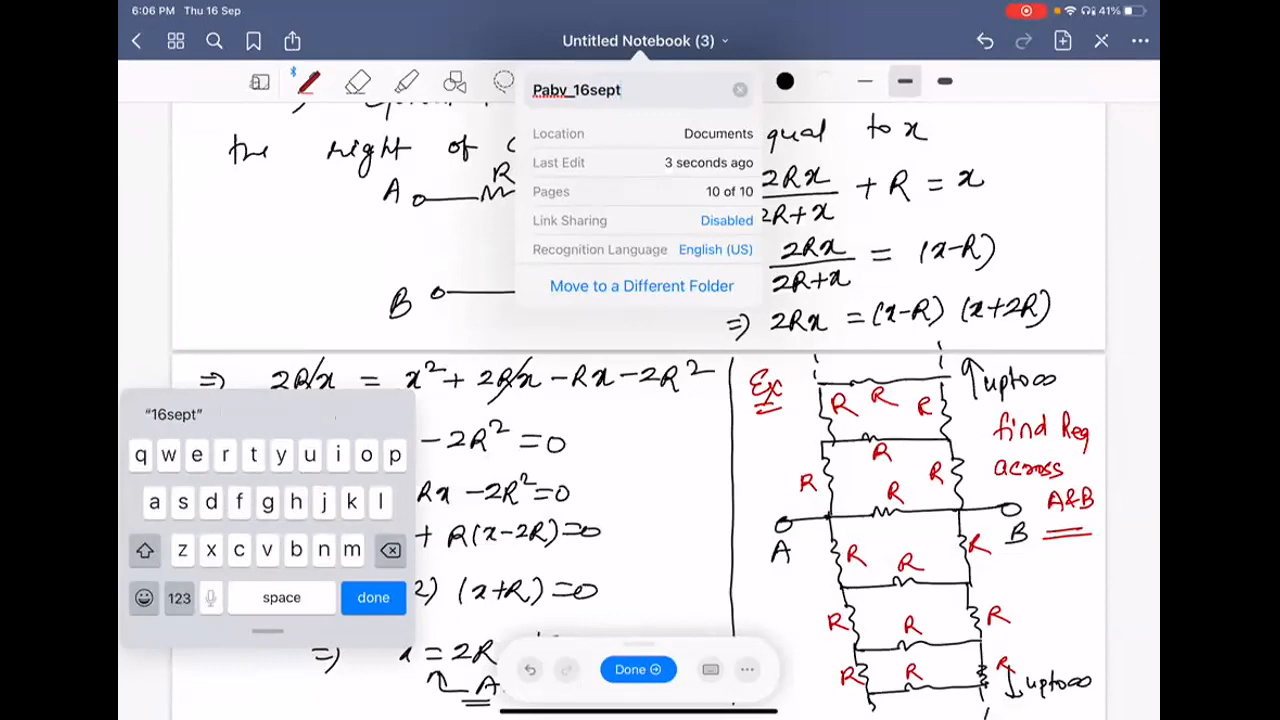 6:06 PM Thu 16 Sep
41%
Untitled Notebook (3)
Pabv_16sept
Location Documents
Last Edit 3 seconds ago
Pages 10 of 10
Link Sharing Disabled
Recognition Language English (US)
Move to a Different Folder
the right of
equal to x
A R
B
2Rx / 2R+x + R = x
2Rx / 2R+x = (x-R)
=> 2Rx = (x-R) (x+2R)
=> 2Rx = x² + 2Rx - Rx - 2R²
- 2R² = 0
Rx - 2R² = 0
+ R(x-2R) = 0
(x+R) = 0
=> x = 2R
A
Ex
upto ∞
R R R
R
R R R
find Req
across
A&B
A B
R R R
R R R
R R R
upto ∞
"16sept"
q w e r t y u i o p
a s d f g h j k l
z x c v b n m
123 space done
Done